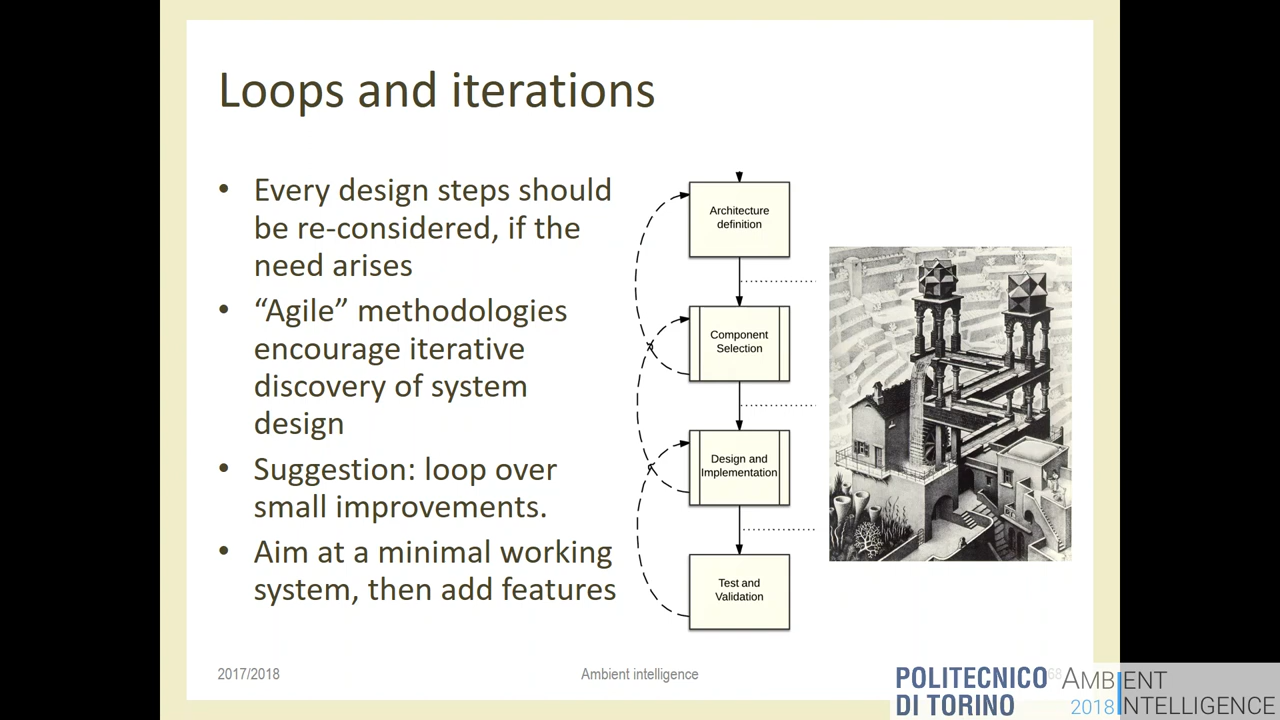 Loops and iterations
• Every design steps should
be re-considered, if the
need arises
• “Agile” methodologies
encourage iterative
discovery of system
design
• Suggestion: loop over
small improvements.
• Aim at a minimal working
system, then add features
Architecture
definition
Component
Selection
Design and
Implementation
Test and
Validation
2017/2018
Ambient intelligence
68
POLITECNICO
DI TORINO
AMBIENT
2018 INTELLIGENCE